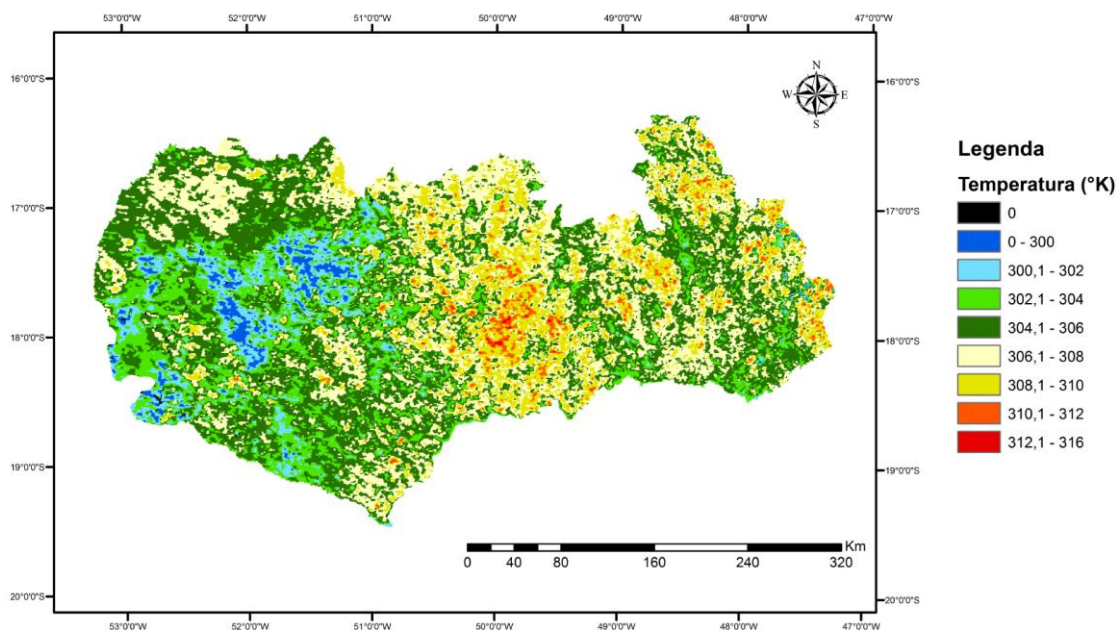 53°0'0"W 52°0'0"W 51°0'0"W 50°0'0"W 49°0'0"W 48°0'0"W 47°0'0"W
16°0'0"S 16°0'0"S
N
W E
S
Legenda
Temperatura (°K)
0
0 - 300
300,1 - 302
302,1 - 304
304,1 - 306
306,1 - 308
308,1 - 310
310,1 - 312
312,1 - 316
17°0'0"S 17°0'0"S
18°0'0"S 18°0'0"S
19°0'0"S 19°0'0"S
Km
0 40 80 160 240 320
20°0'0"S 20°0'0"S
53°0'0"W 52°0'0"W 51°0'0"W 50°0'0"W 49°0'0"W 48°0'0"W 47°0'0"W